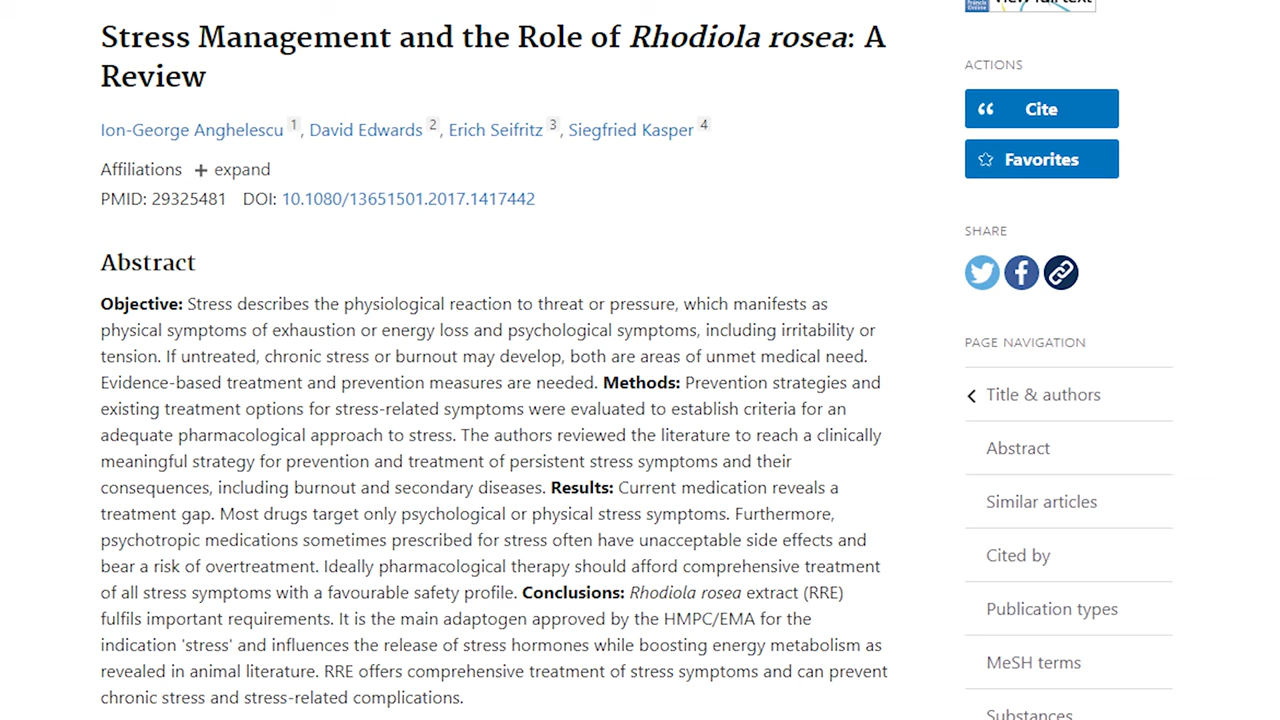 View full text
Stress Management and the Role of Rhodiola rosea: A
Review
Ion-George Anghelescu 1, David Edwards 2, Erich Seifritz 3, Siegfried Kasper 4
Affiliations + expand
PMID: 29325481 DOI: 10.1080/13651501.2017.1417442
Abstract
Objective: Stress describes the physiological reaction to threat or pressure, which manifests as
physical symptoms of exhaustion or energy loss and psychological symptoms, including irritability or
tension. If untreated, chronic stress or burnout may develop, both are areas of unmet medical need.
Evidence-based treatment and prevention measures are needed. Methods: Prevention strategies and
existing treatment options for stress-related symptoms were evaluated to establish criteria for an
adequate pharmacological approach to stress. The authors reviewed the literature to reach a clinically
meaningful strategy for prevention and treatment of persistent stress symptoms and their
consequences, including burnout and secondary diseases. Results: Current medication reveals a
treatment gap. Most drugs target only psychological or physical stress symptoms. Furthermore,
psychotropic medications sometimes prescribed for stress often have unacceptable side effects and
bear a risk of overtreatment. Ideally pharmacological therapy should afford comprehensive treatment
of all stress symptoms with a favourable safety profile. Conclusions: Rhodiola rosea extract (RRE)
fulfils important requirements. It is the main adaptogen approved by the HMPC/EMA for the
indication 'stress' and influences the release of stress hormones while boosting energy metabolism as
revealed in animal literature. RRE offers comprehensive treatment of stress symptoms and can prevent
chronic stress and stress-related complications.
ACTIONS
Cite
Favorites
SHARE
PAGE NAVIGATION
Title & authors
Abstract
Similar articles
Cited by
Publication types
MeSH terms
Substances